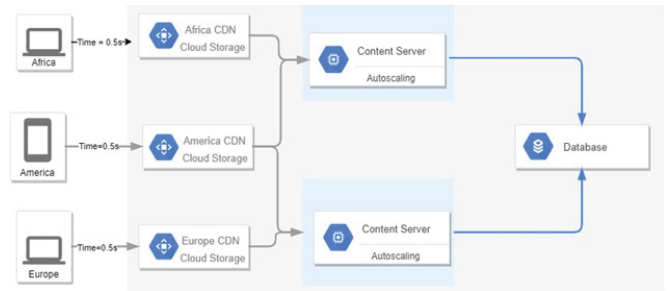 Africa
Time = 0.5s
Africa CDN
Cloud Storage
Content Server
Autoscaling
America
Time=0.5s
America CDN
Cloud Storage
Database
Europe
Time=0.5s
Europe CDN
Cloud Storage
Content Server
Autoscaling